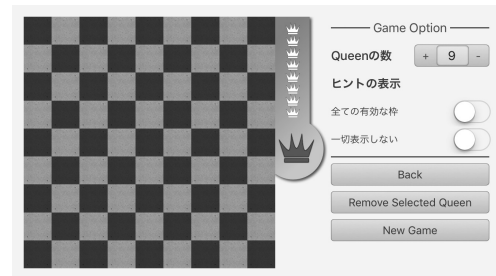 Game Option
Queenの数 + 9 -
ヒントの表示
全ての有効な枠
一切表示しない
Back
Remove Selected Queen
New Game